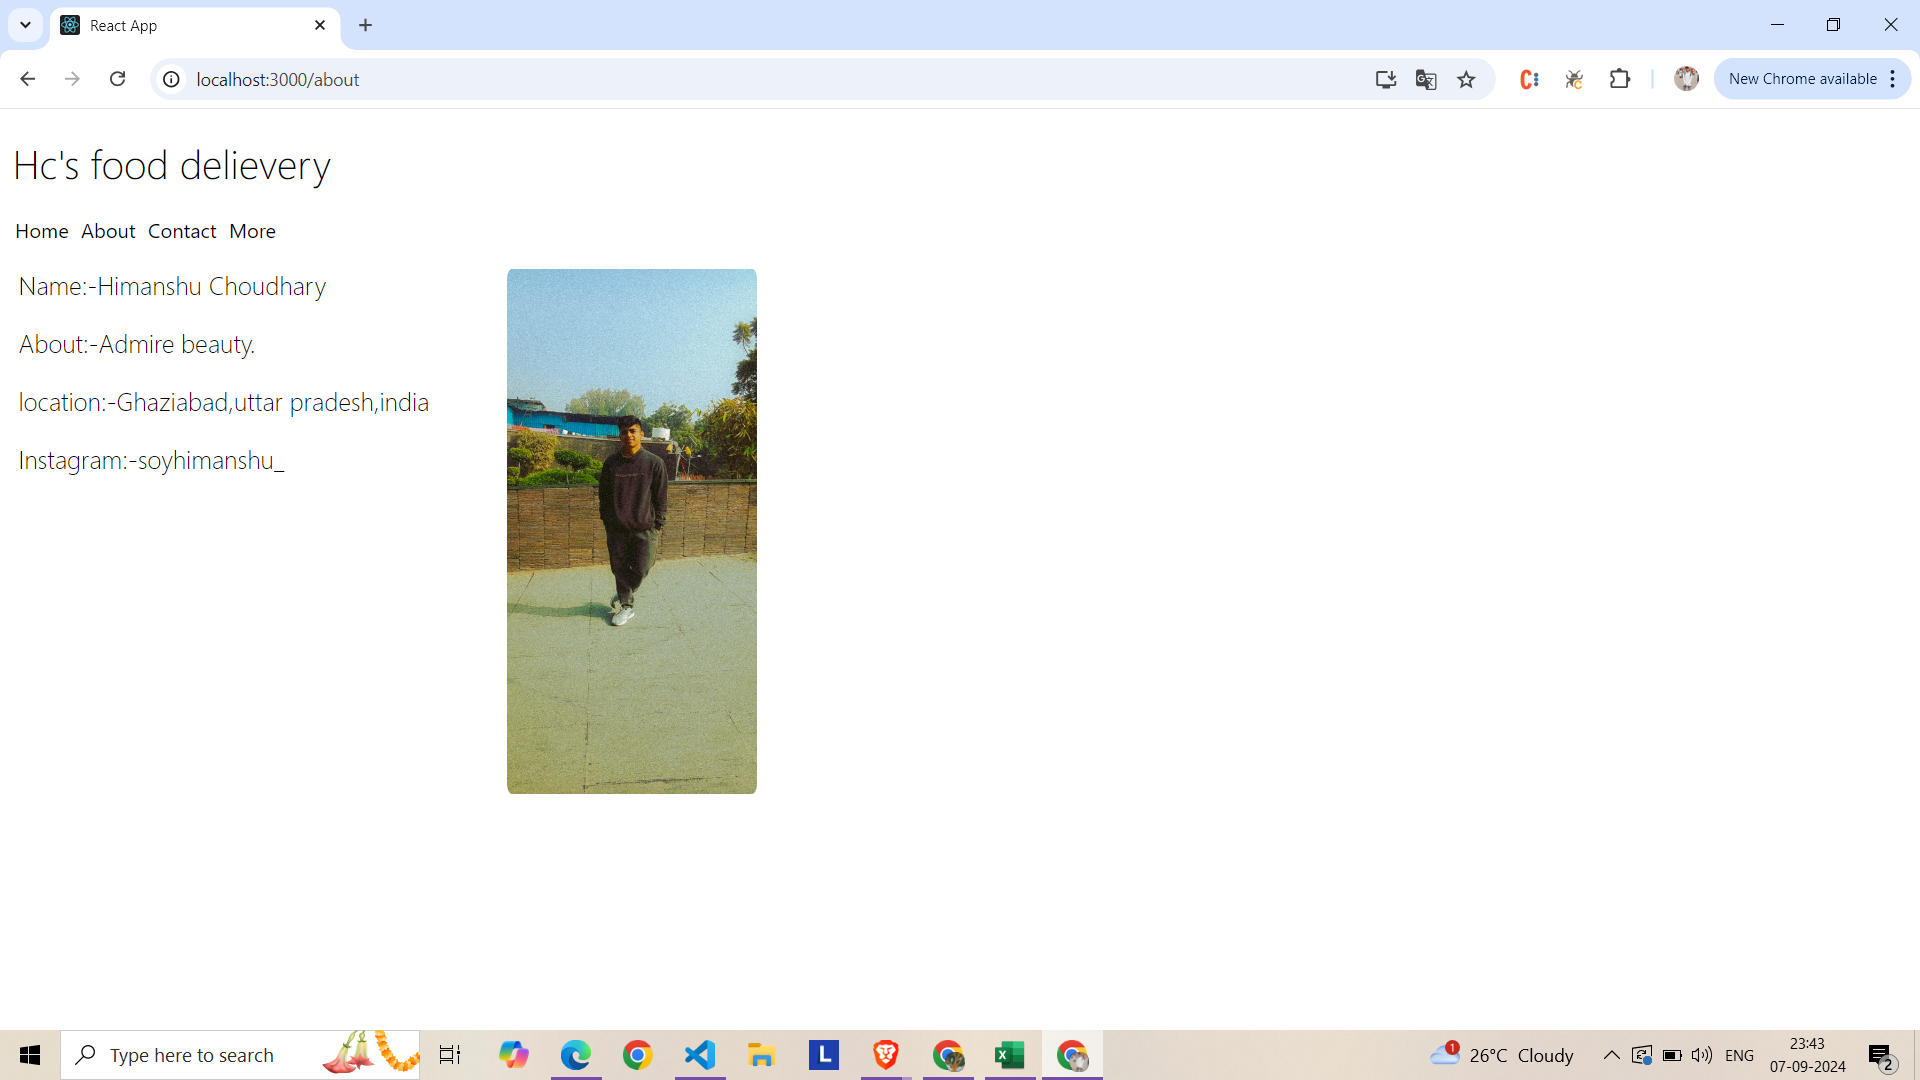 React App
localhost:3000/about
New Chrome available
Hc's food delievery
Home About Contact More
Name:-Himanshu Choudhary
About:-Admire beauty.
location:-Ghaziabad,uttar pradesh,india
Instagram:-soyhimanshu_
Type here to search
L
1
26°C Cloudy
ENG
23:43
07-09-2024
2